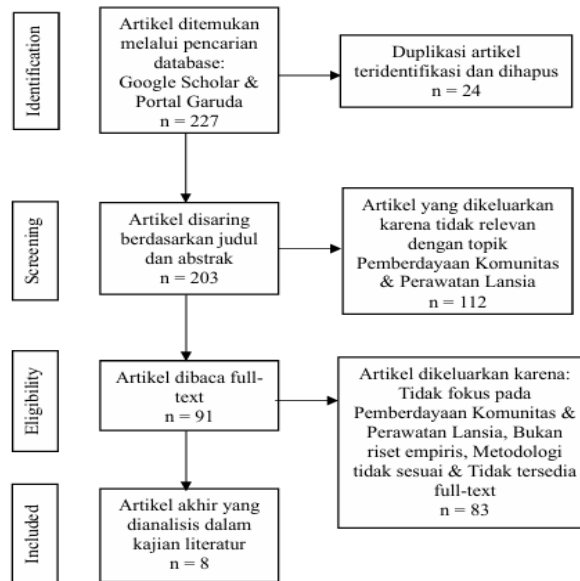 Identification
Artikel ditemukan
melalui pencarian
database:
Google Scholar &
Portal Garuda
n = 227
Duplikasi artikel
teridentifikasi dan dihapus
n = 24
Screening
Artikel disaring
berdasarkan judul
dan abstrak
n = 203
Artikel yang dikeluarkan
karena tidak relevan
dengan topik
Pemberdayaan Komunitas
& Perawatan Lansia
n = 112
Eligibility
Artikel dibaca full-
text
n = 91
Artikel dikeluarkan karena:
Tidak fokus pada
Pemberdayaan Komunitas &
Perawatan Lansia, Bukan
riset empiris, Metodologi
tidak sesuai & Tidak tersedia
full-text
n = 83
Included
Artikel akhir yang
dianalisis dalam
kajian literatur
n = 8